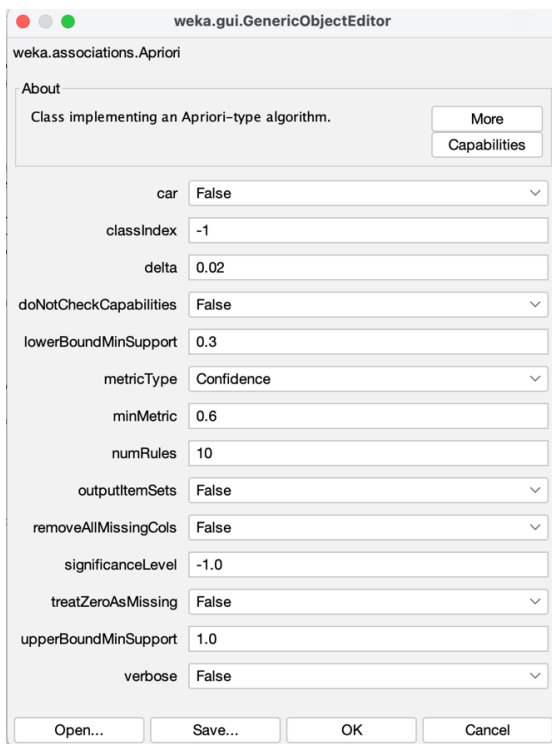 weka.gui.GenericObjectEditor
weka.associations.Apriori
About
Class implementing an Apriori-type algorithm.
More
Capabilities
car False
classIndex -1
delta 0.02
doNotCheckCapabilities False
lowerBoundMinSupport 0.3
metricType Confidence
minMetric 0.6
numRules 10
outputItemSets False
removeAllMissingCols False
significanceLevel -1.0
treatZeroAsMissing False
upperBoundMinSupport 1.0
verbose False
Open... Save... OK Cancel